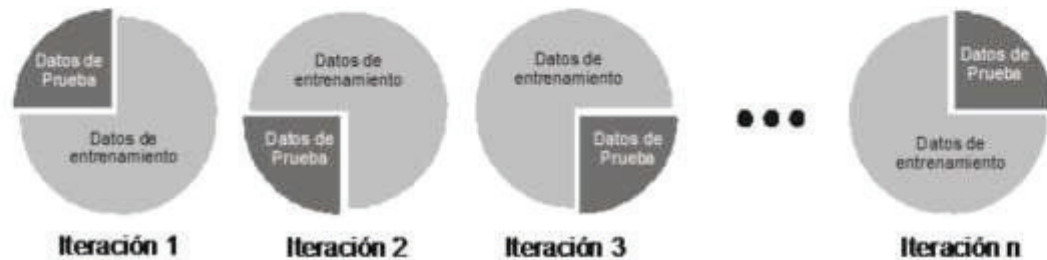 Datos de
Prueba
Datos de
entrenamiento
Iteración 1
Datos de
entrenamiento
Datos de
Prueba
Iteración 2
Datos de
entrenamiento
Datos de
Prueba
Iteración 3
Datos de
Prueba
Datos de
entrenamiento
Iteración n